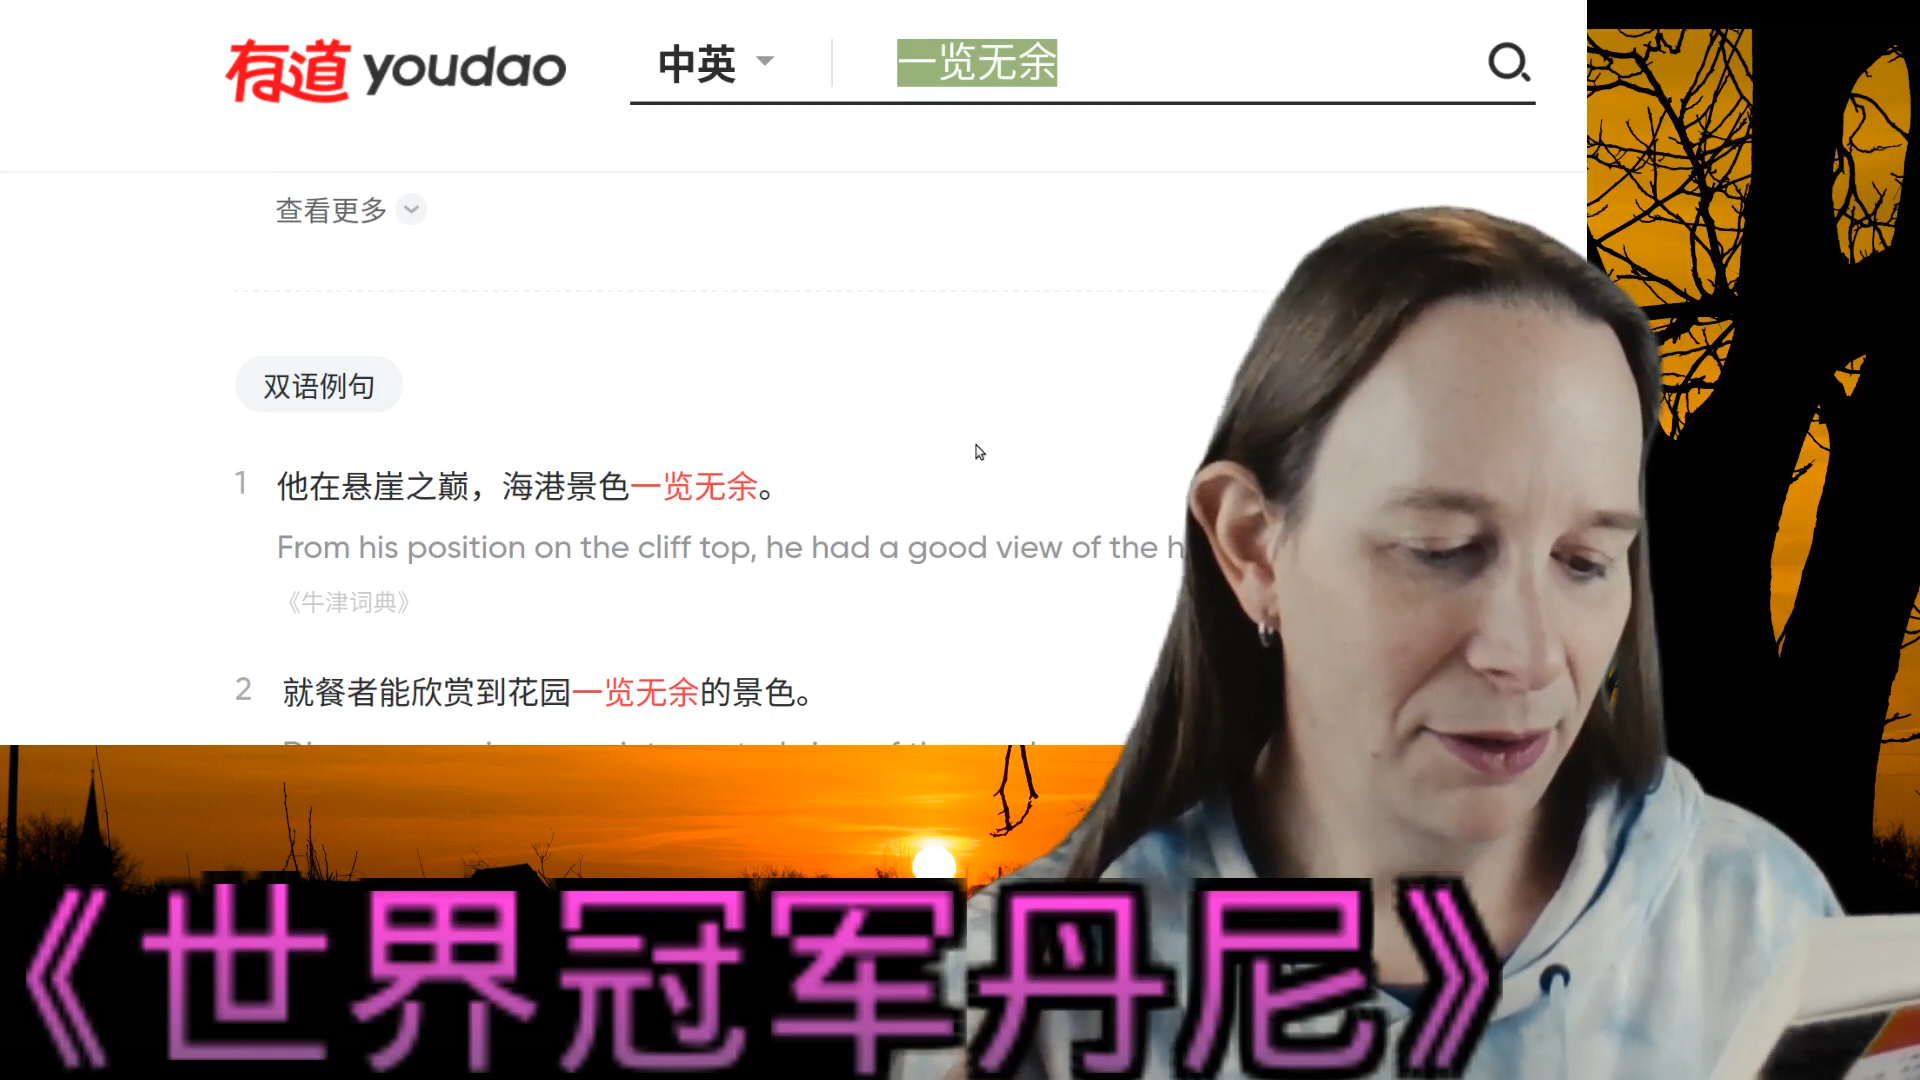 有道 youdao
中英
一览无余
查看更多
双语例句
1 他在悬崖之巅，海港景色一览无余。
From his position on the cliff top, he had a good view of the
《牛津词典》
2 就餐者能欣赏到花园一览无余的景色。
《世界冠军丹尼》